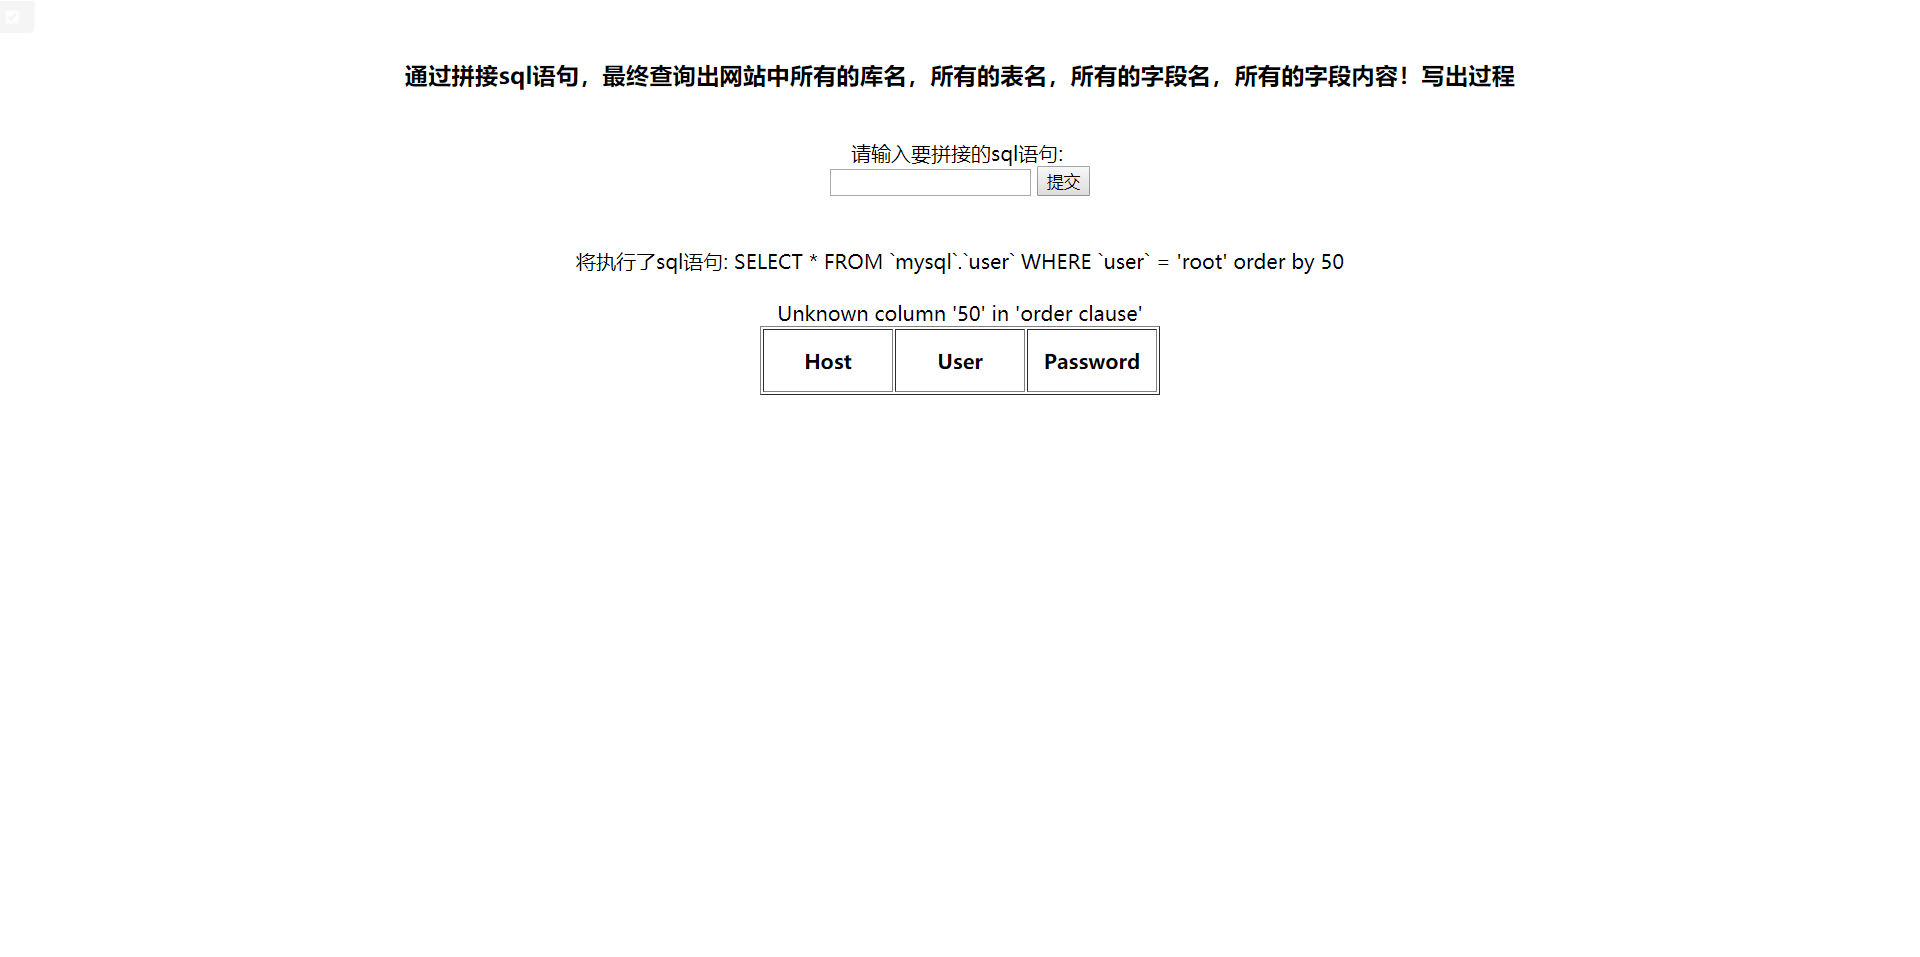 通过拼接sql语句，最终查询出网站中所有的库名，所有的表名，所有的字段名，所有的字段内容！写出过程
请输入要拼接的sql语句:
提交
将执行了sql语句: SELECT * FROM `mysql`.`user` WHERE `user` = 'root' order by 50
Unknown column '50' in 'order clause'
Host User Password